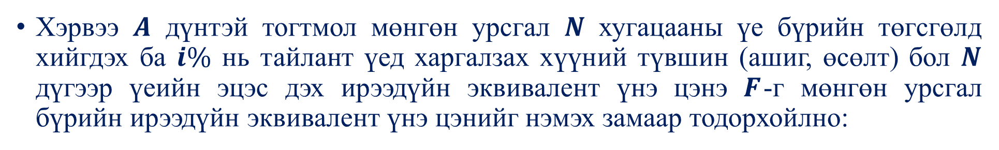 • Хэрвээ A дүнтэй тогтмол мөнгөн урсгал N хугацааны үе бүрийн төгсгөлд
хийгдэх ба i% нь тайлант үед харгалзах хүүний түвшин (ашиг, өсөлт) бол N
дүгээр үеийн эцэс дэх ирээдүйн эквивалент үнэ цэнэ F-г мөнгөн урсгал
бүрийн ирээдүйн эквивалент үнэ цэнийг нэмэх замаар тодорхойлно: